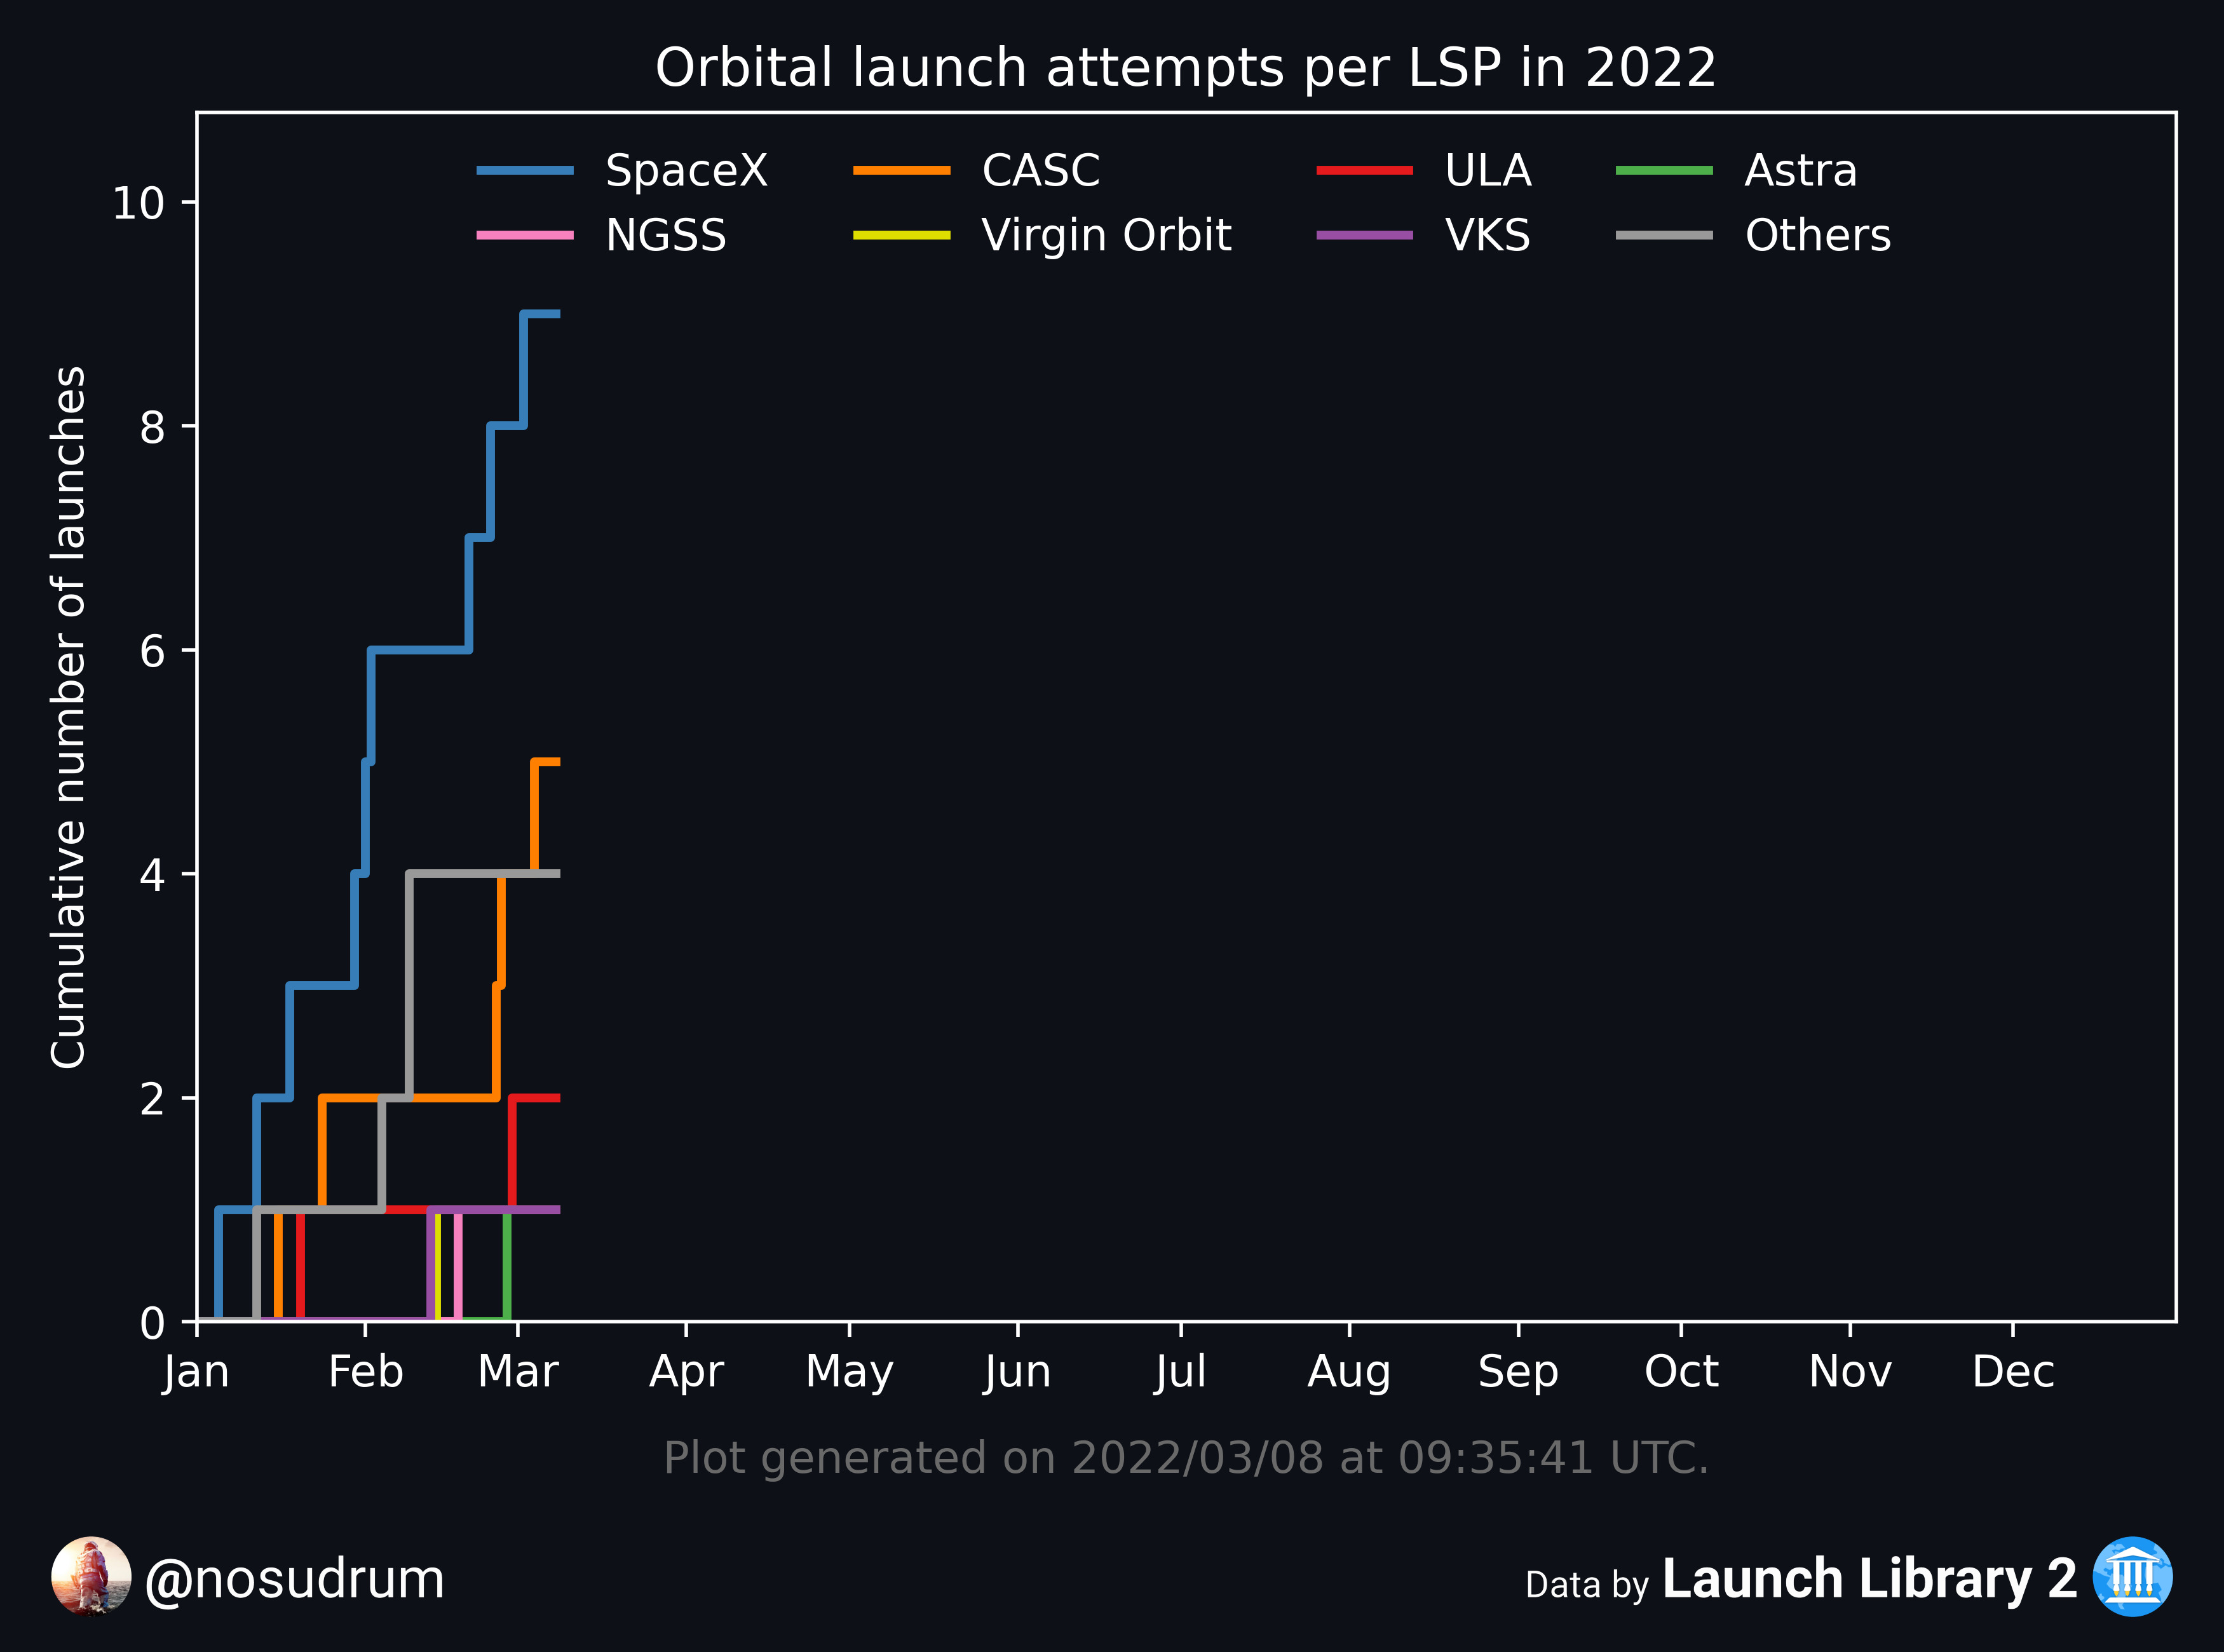 Orbital launch attempts per LSP in 2022
SpaceX CASC ULA Astra
NGSS Virgin Orbit VKS Others
Cumulative number of launches
10
8
6
4
2
0
Jan Feb Mar Apr May Jun Jul Aug Sep Oct Nov Dec
Plot generated on 2022/03/08 at 09:35:41 UTC.
@nosudrum
Data by Launch Library 2